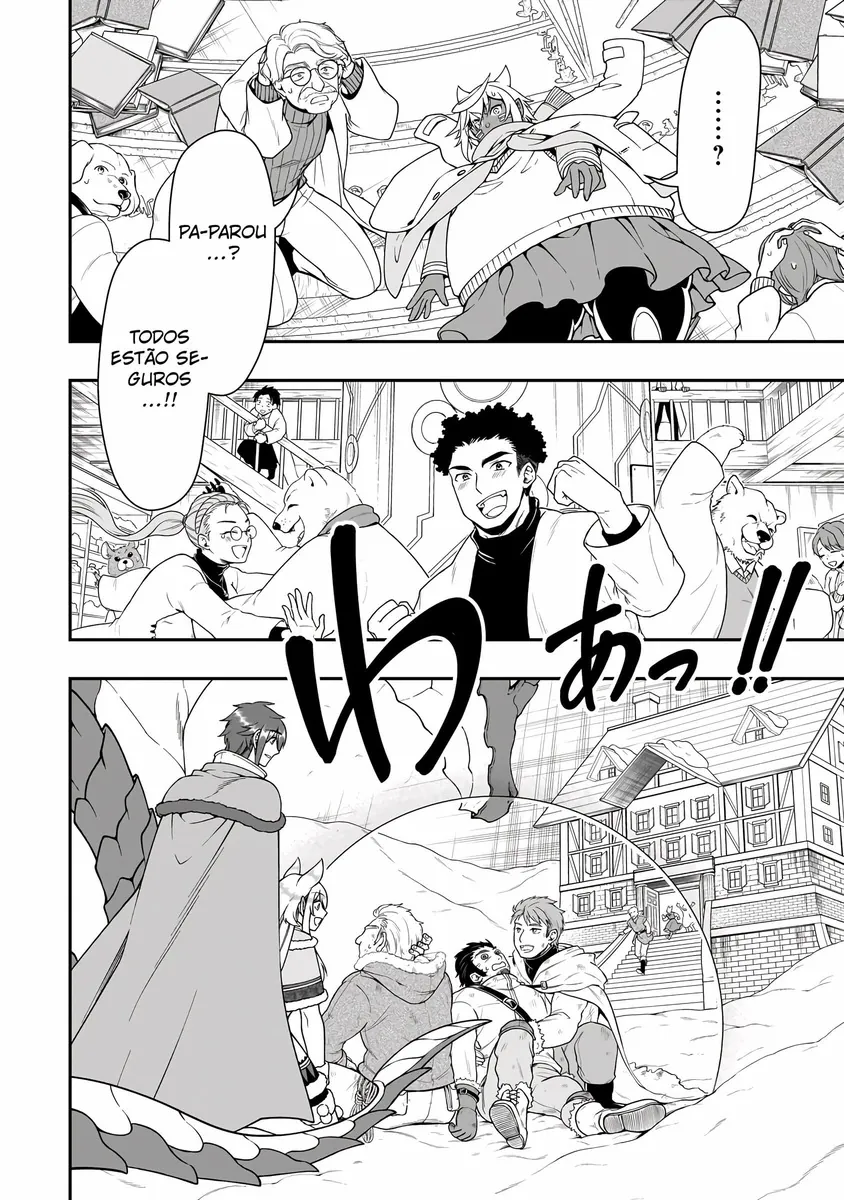 ......?
PA-PAROU
...?
TODOS
ESTÃO SE-
GUROS
...!!
わあっ!!